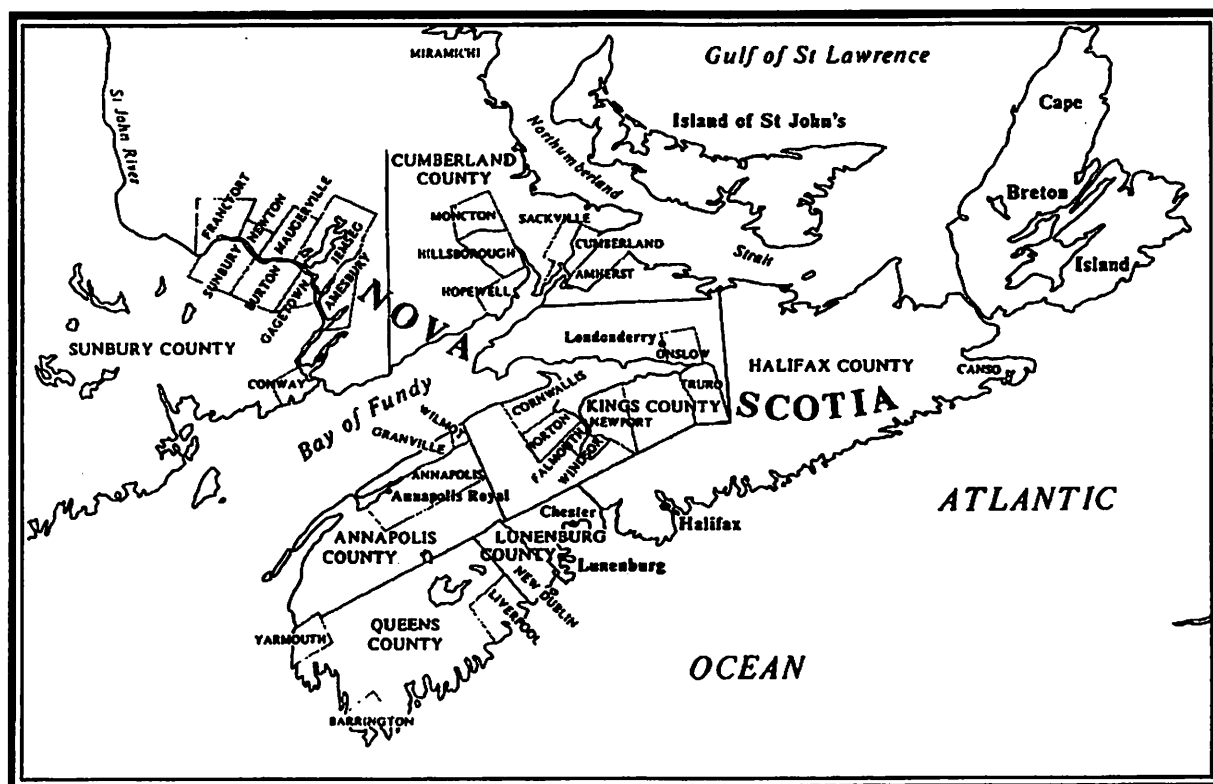 MIRAMICHI
Gulf of St Lawrence
St John River
Northumberland
Strait
Island of St John's
Cape
Breton
Island
CUMBERLAND
COUNTY
FRANCFORT
NEWTON
MAUGERVILLE
JEMSEG
SUNBURY
BURTON
GAGETOWN
AMESBURY
MONCTON
SACKVILLE
HILLSBOROUGH
CUMBERLAND
HOPEWELL
AMHERST
NOVA
SCOTIA
SUNBURY COUNTY
CONWAY
Londonderry
ONSLOW
HALIFAX COUNTY
CANSO
TRURO
Bay of Fundy
CORNWALLIS
KINGS COUNTY
WILMOT
GRANVILLE
HORTON
NEWPORT
FALMOUTH
WINDSOR
ANNAPOLIS
Annapolis Royal
ATLANTIC
Chester
Halifax
ANNAPOLIS
COUNTY
LUNENBURG
COUNTY
Lunenburg
NEW DUBLIN
LIVERPOOL
YARMOUTH
QUEENS
COUNTY
OCEAN
BARRINGTON